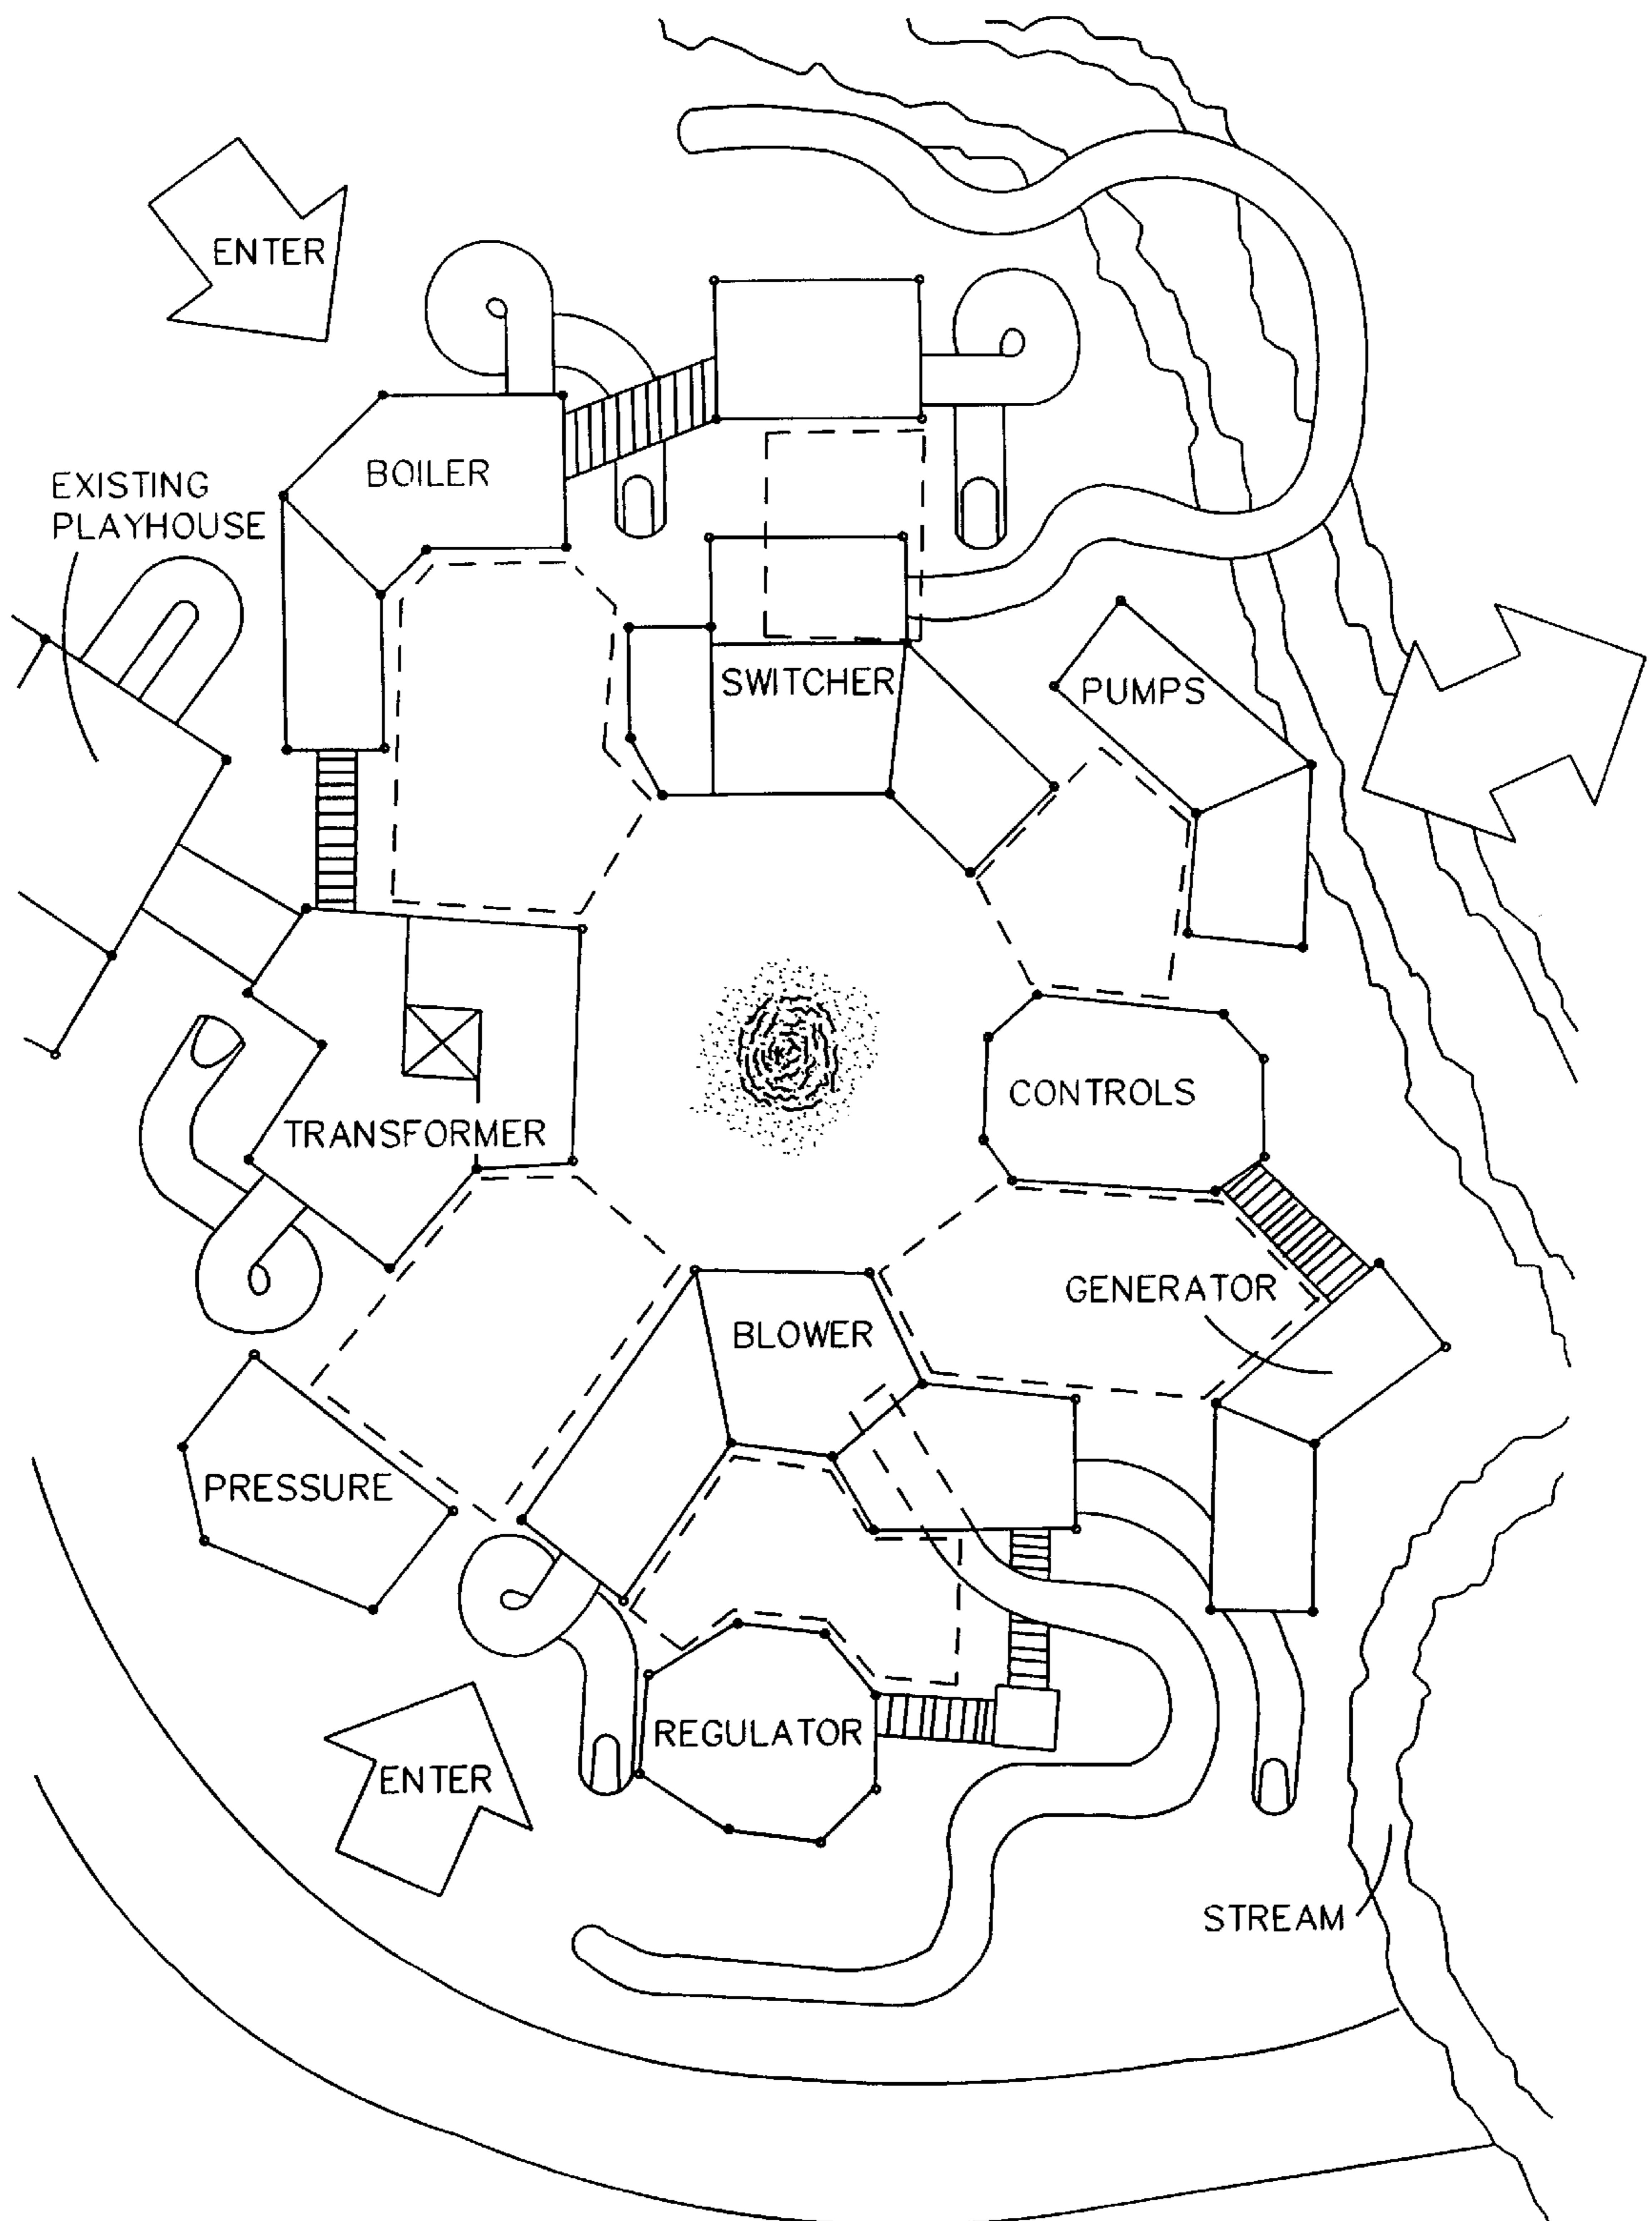 ENTER
BOILER
EXISTING
PLAYHOUSE
SWITCHER
PUMPS
CONTROLS
TRANSFORMER
GENERATOR
BLOWER
PRESSURE
REGULATOR
ENTER
STREAM